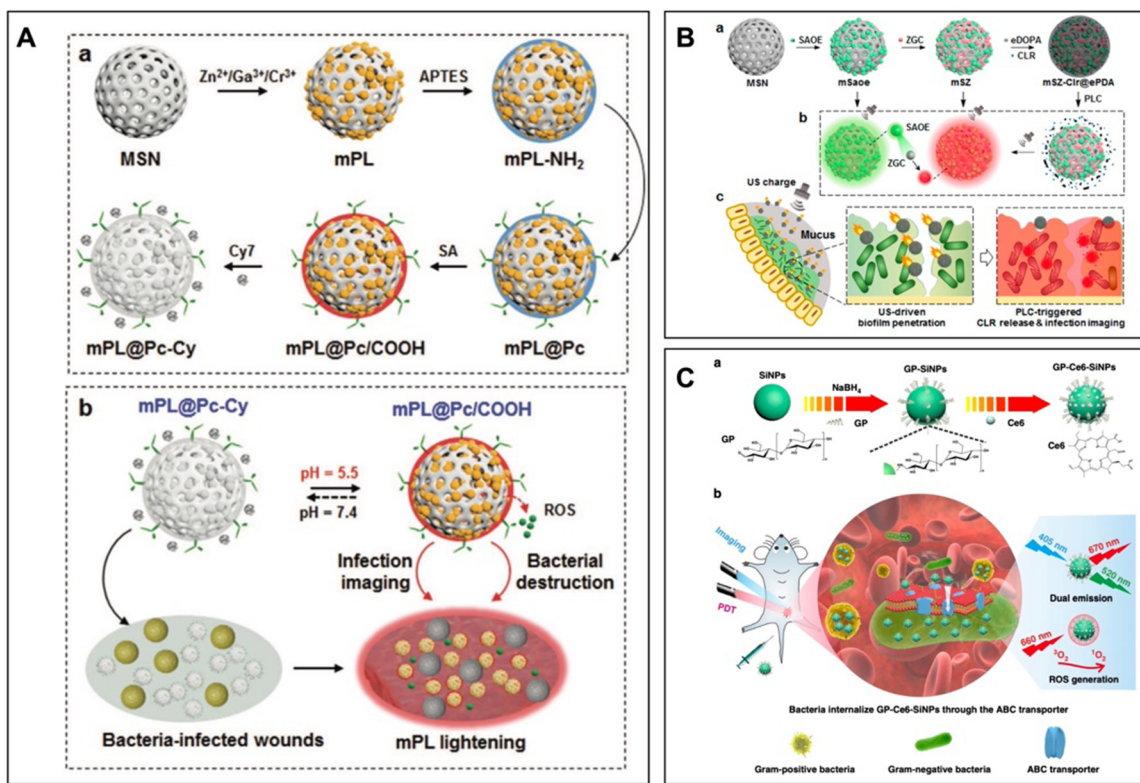 A
a
Zn2+/Ga3+/Cr3+
APTES
MSN
mPL
mPL-NH2
Cy7
SA
mPL@Pc-Cy
mPL@Pc/COOH
mPL@Pc
b
mPL@Pc-Cy
mPL@Pc/COOH
pH = 5.5
pH = 7.4
ROS
Infection
imaging
Bacterial
destruction
Bacteria-infected wounds
mPL lightening
B
a
SAOE
ZGC
eDOPA
CLR
MSN
mSaoe
mSZ
mSZ-Clr@ePDA
PLC
b
SAOE
ZGC
c
US charge
Mucus
US-driven
biofilm penetration
PLC-triggered
CLR release & infection imaging
C
a
SiNPs
GP-SiNPs
GP-Ce6-SiNPs
NaBH4
GP
Ce6
GP
Ce6
b
Imaging
PDT
405 nm
670 nm
520 nm
Dual emission
660 nm
3O2
1O2
ROS generation
Bacteria internalize GP-Ce6-SiNPs through the ABC transporter
Gram-positive bacteria
Gram-negative bacteria
ABC transporter